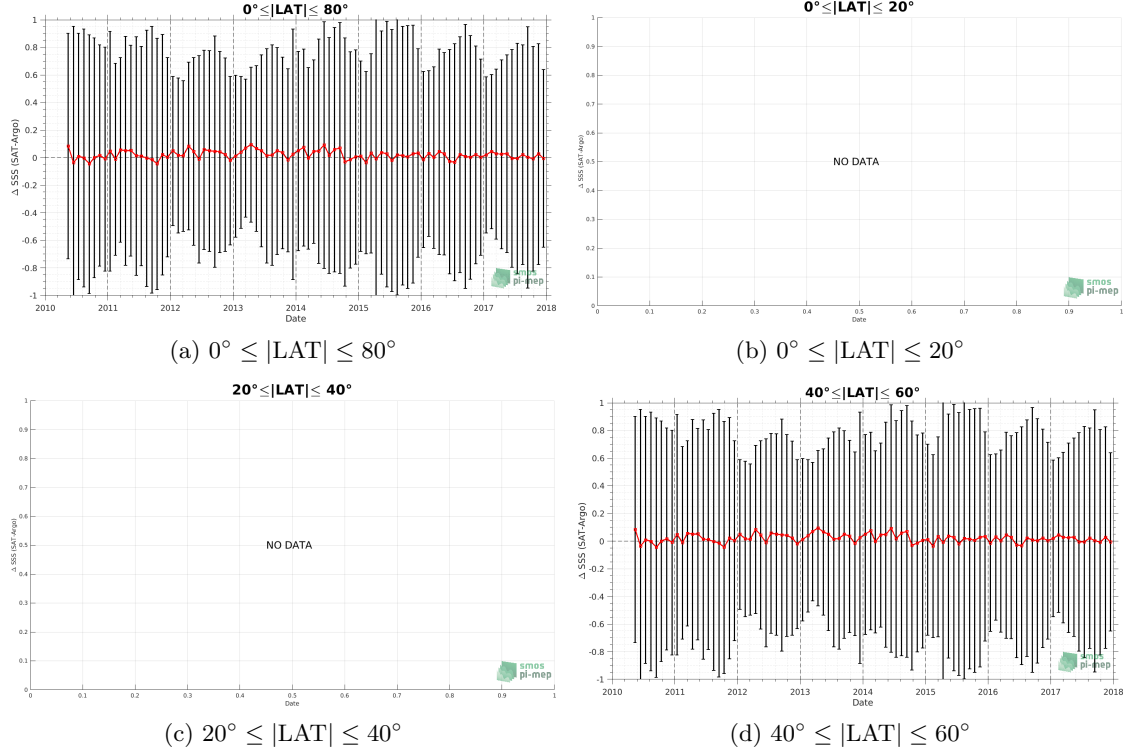 0°≤|LAT|≤ 80°
Δ SSS (SAT-Argo)
1
0.8
0.6
0.4
0.2
0
-0.2
-0.4
-0.6
-0.8
-1
2010 2011 2012 2013 2014 2015 2016 2017 2018
Date
smos
pi-mep
(a) 0° ≤ |LAT| ≤ 80°
0°≤|LAT|≤ 20°
Δ SSS (SAT-Argo)
1
0.9
0.8
0.7
0.6
0.5
0.4
0.3
0.2
0.1
0
NO DATA
0 0.1 0.2 0.3 0.4 0.5 0.6 0.7 0.8 0.9 1
Date
smos
pi-mep
(b) 0° ≤ |LAT| ≤ 20°
20°≤|LAT|≤ 40°
Δ SSS (SAT-Argo)
1
0.9
0.8
0.7
0.6
0.5
0.4
0.3
0.2
0.1
0
NO DATA
0 0.1 0.2 0.3 0.4 0.5 0.6 0.7 0.8 0.9 1
Date
smos
pi-mep
(c) 20° ≤ |LAT| ≤ 40°
40°≤|LAT|≤ 60°
Δ SSS (SAT-Argo)
1
0.8
0.6
0.4
0.2
0
-0.2
-0.4
-0.6
-0.8
-1
2010 2011 2012 2013 2014 2015 2016 2017 2018
Date
smos
pi-mep
(d) 40° ≤ |LAT| ≤ 60°